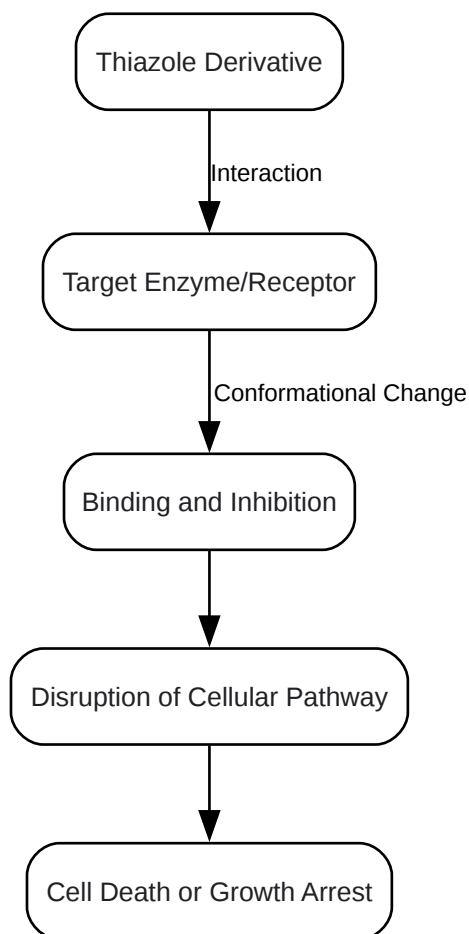 Thiazole Derivative
Interaction
Target Enzyme/Receptor
Conformational Change
Binding and Inhibition
Disruption of Cellular Pathway
Cell Death or Growth Arrest